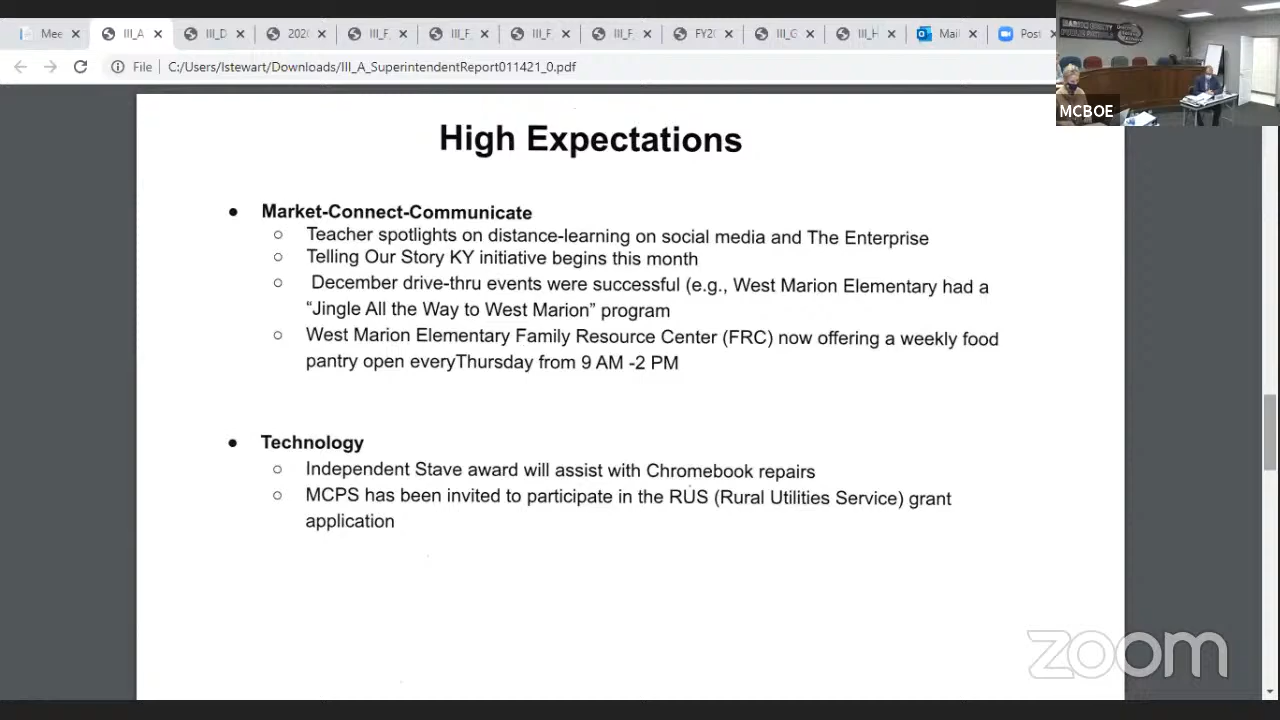 Mee
III_A
III_D
202(
III_F
III_F
III_F
III_F
FY2(
III_G
III_H
Mail
Post
File
C:/Users/lstewart/Downloads/III_A_SuperintendentReport011421_0.pdf
MCBOE
High Expectations
Market-Connect-Communicate
Teacher spotlights on distance-learning on social media and The Enterprise
Telling Our Story KY initiative begins this month
December drive-thru events were successful (e.g., West Marion Elementary had a
“Jingle All the Way to West Marion” program
West Marion Elementary Family Resource Center (FRC) now offering a weekly food
pantry open everyThursday from 9 AM -2 PM
Technology
Independent Stave award will assist with Chromebook repairs
MCPS has been invited to participate in the RUS (Rural Utilities Service) grant
application
zoom